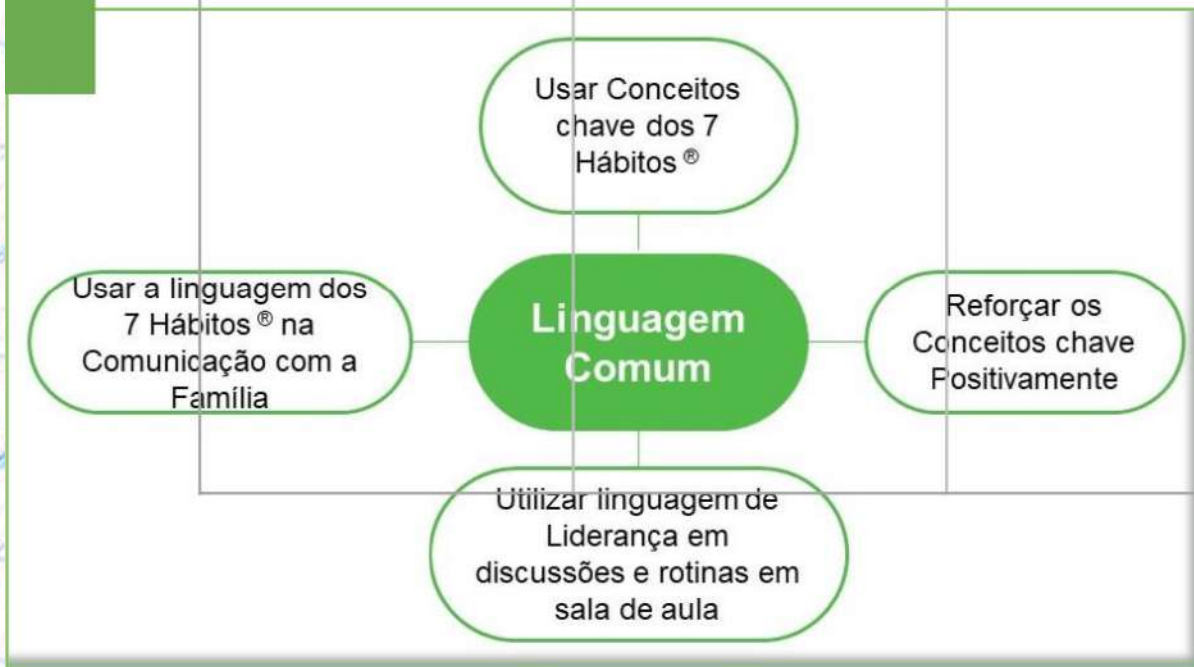 Usar Conceitos
chave dos 7
Hábitos ®
Usar a linguagem dos
7 Hábitos ® na
Comunicação com a
Família
Linguagem
Comum
Reforçar os
Conceitos chave
Positivamente
Utilizar linguagem de
Liderança em
discussões e rotinas em
sala de aula